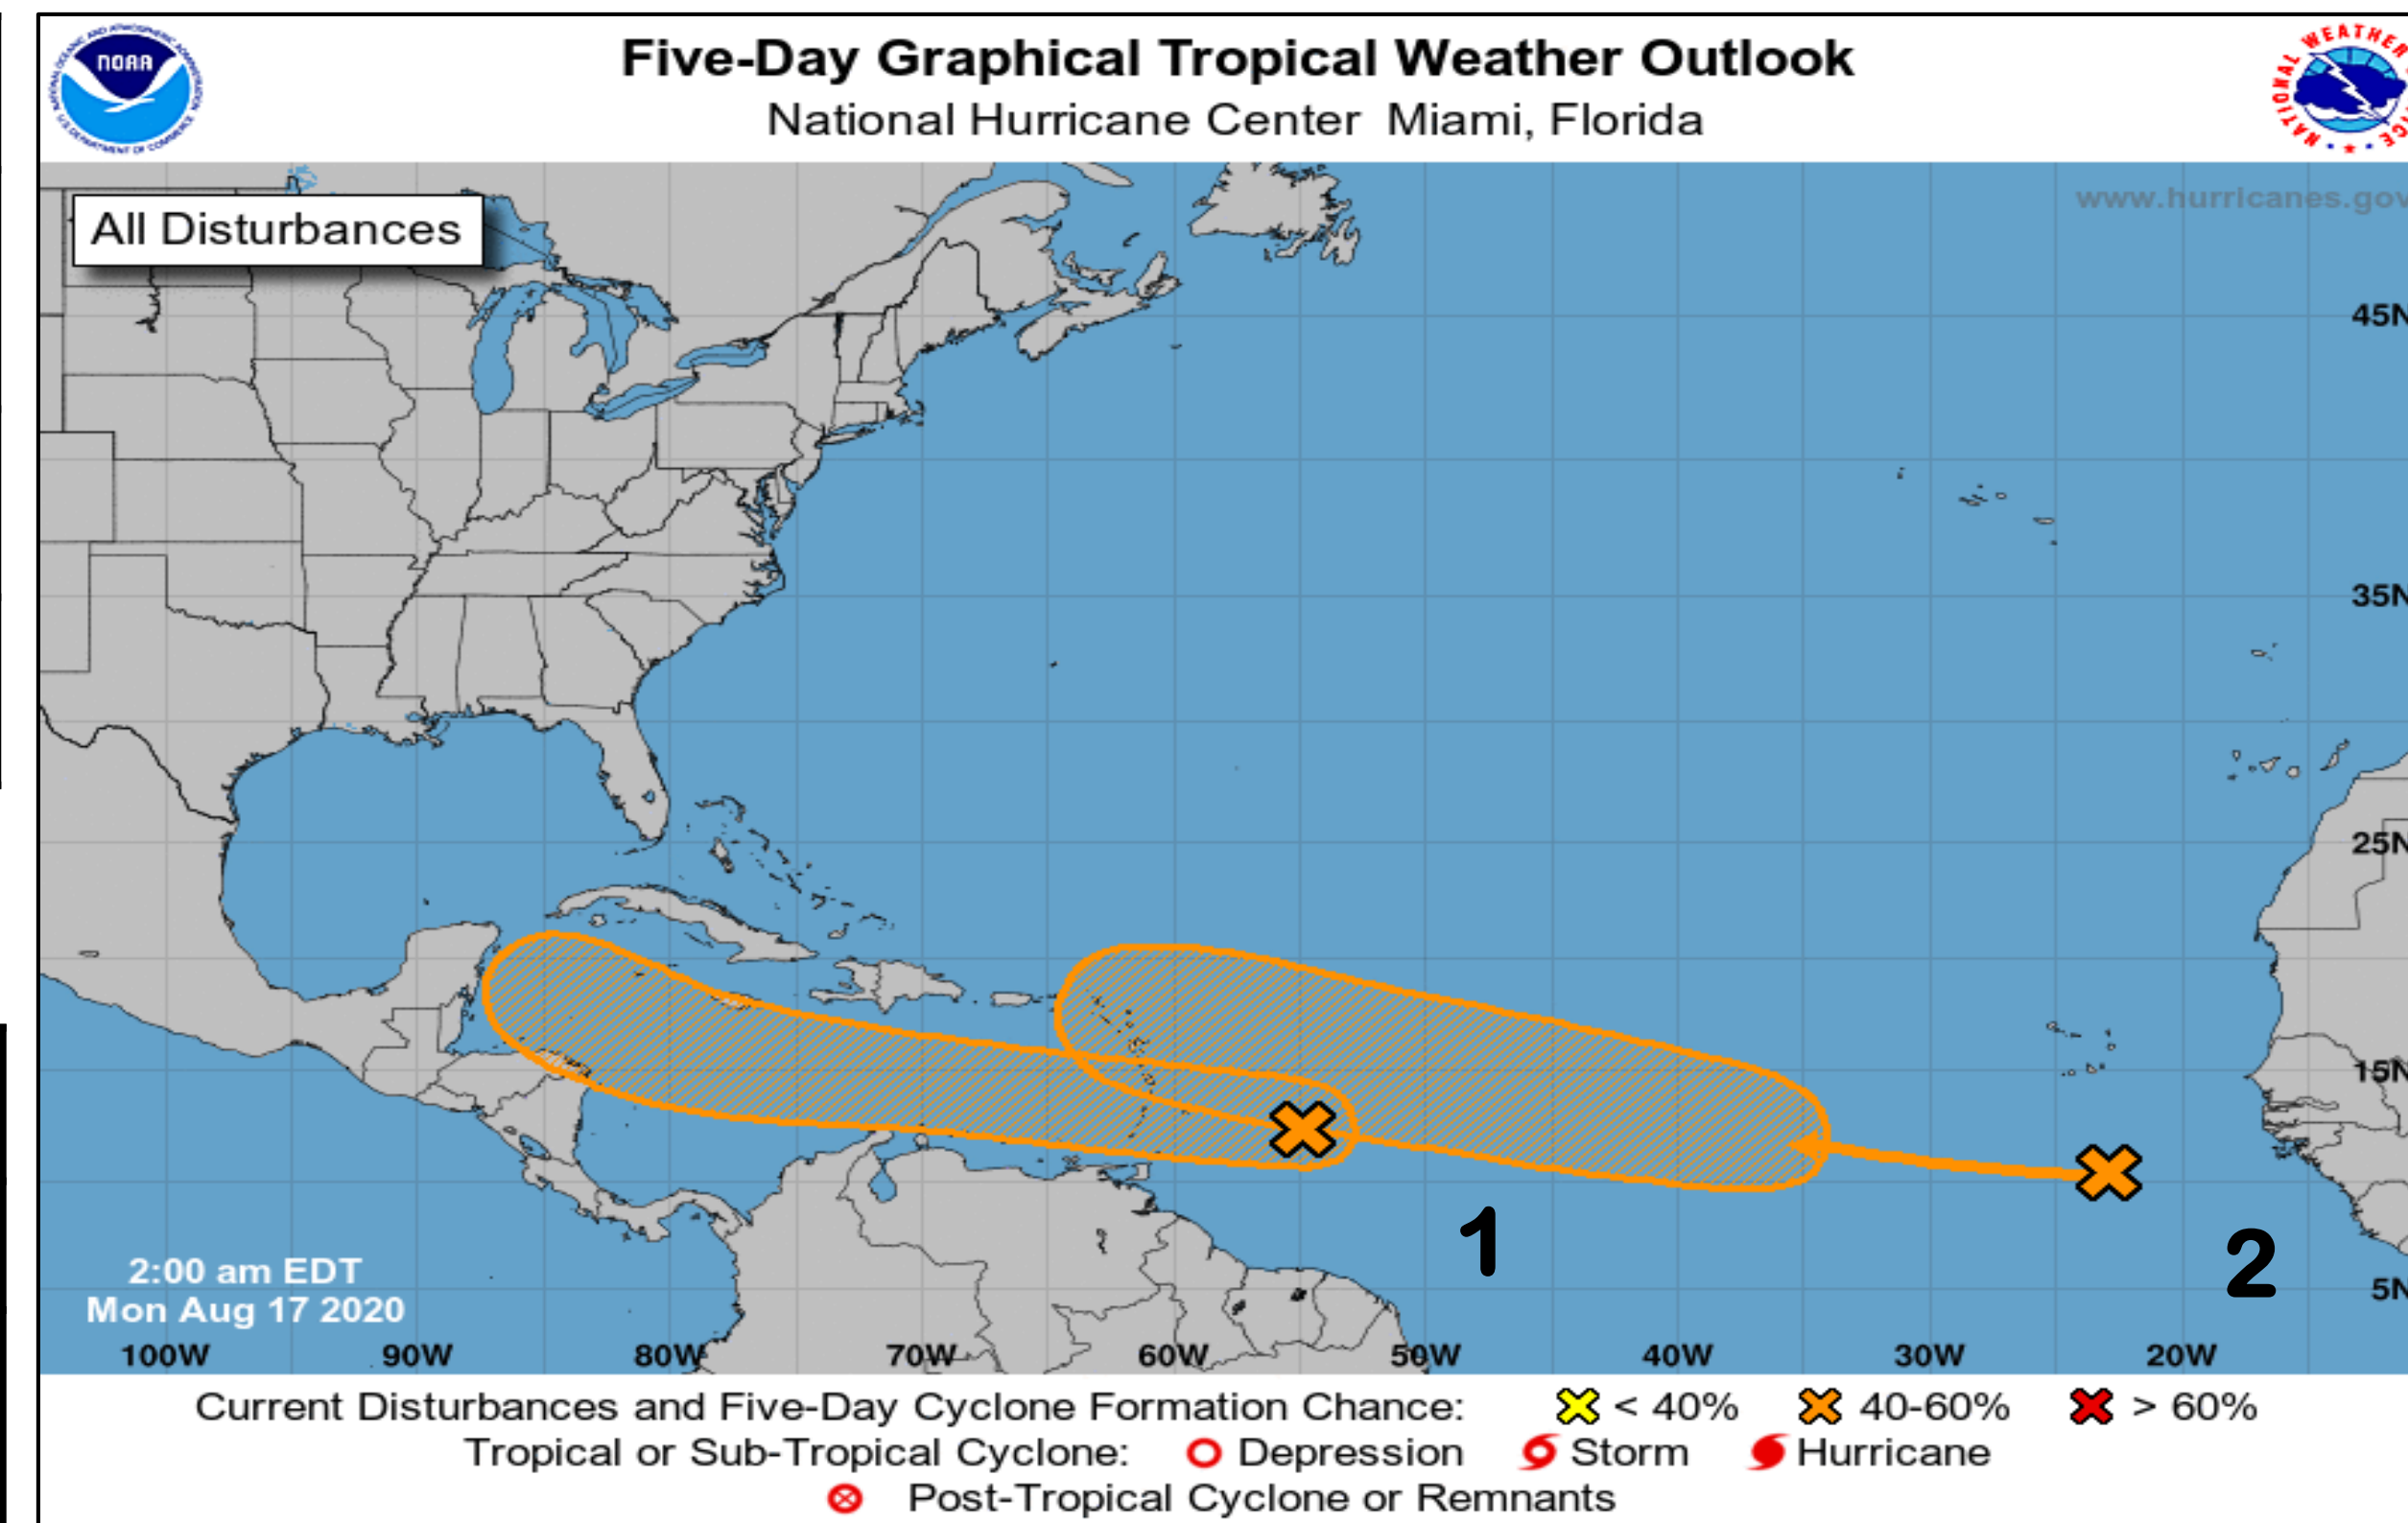 Five-Day Graphical Tropical Weather Outlook
National Hurricane Center Miami, Florida
NOAA
NATIONAL WEATHER
All Disturbances
www.hurricanes.gov
45N
35N
25N
15N
5N
1
2
2:00 am EDT
Mon Aug 17 2020
100W 90W 80W 70W 60W 50W 40W 30W 20W
Current Disturbances and Five-Day Cyclone Formation Chance: < 40% 40-60% > 60%
Tropical or Sub-Tropical Cyclone: Depression Storm Hurricane
Post-Tropical Cyclone or Remnants